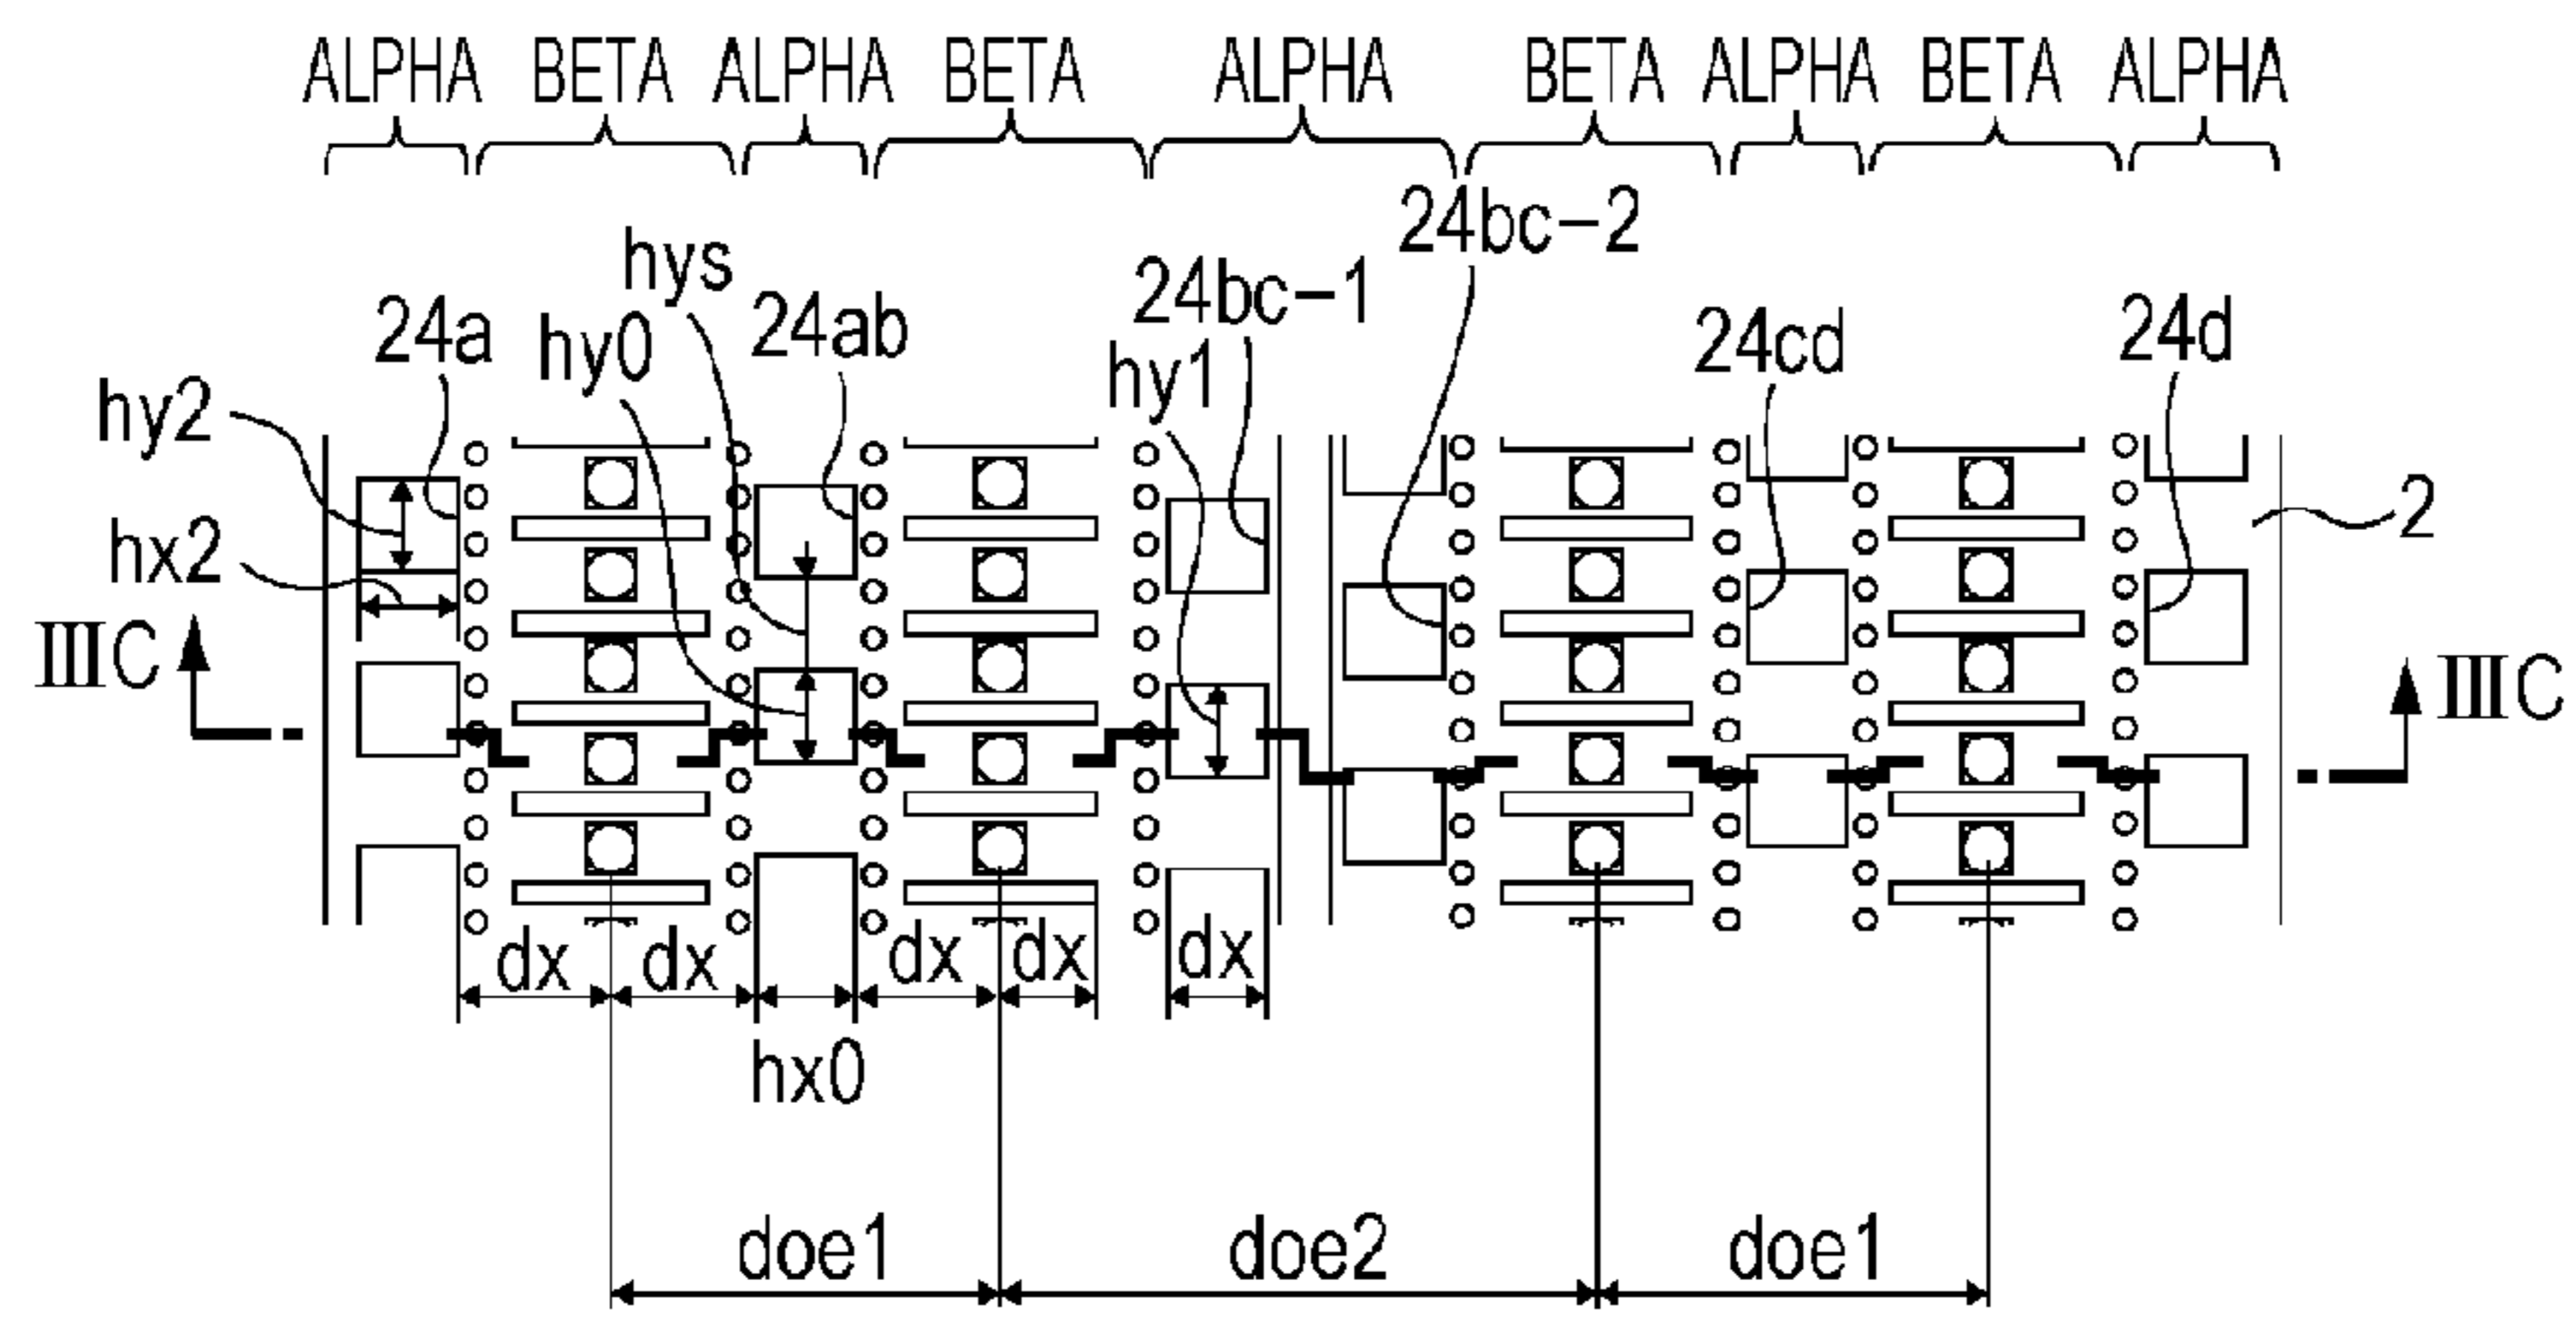 ALPHA BETA ALPHA BETA ALPHA BETA ALPHA BETA ALPHA
24bc-2
hys
24bc-1
24a hy0 24ab hy1 24cd 24d
hy2
hx2 2
IIIC IIIC
dx dx dx dx dx
hx0
doe1 doe2 doe1